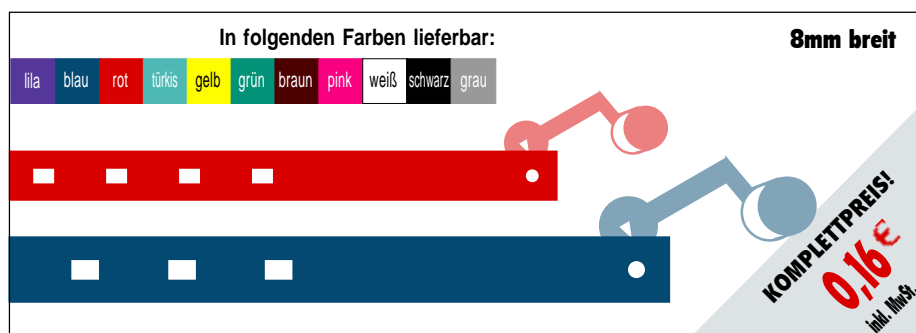 In folgenden Farben lieferbar:
8mm breit
lila blau rot türkis gelb grün braun pink weiß schwarz grau
KOMPLETTPREIS!
0,16 €
inkl. MwSt.